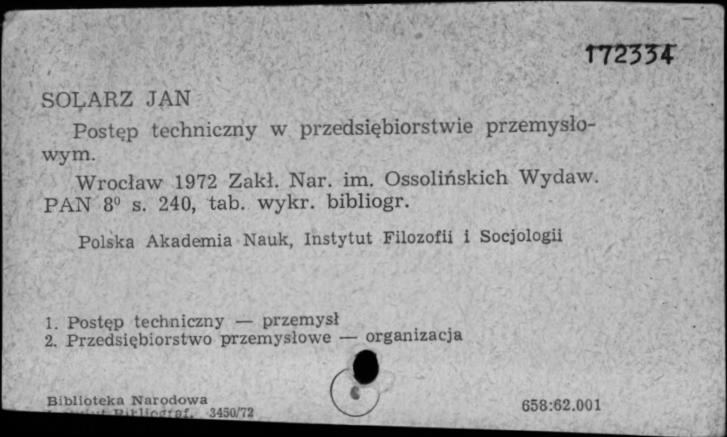 172334
SOLARZ JAN
Postęp techniczny w przedsiębiorstwie przemysło-
wym.
Wrocław 1972 Zakł. Nar. im. Ossolińskich Wydaw.
PAN 8⁰ s. 240, tab. wykr. bibliogr.
Polska Akademia Nauk, Instytut Filozofii i Socjologii
1. Postęp techniczny — przemysł
2. Przedsiębiorstwo przemysłowe — organizacja
Biblioteka Narodowa
3450/72
658:62.001